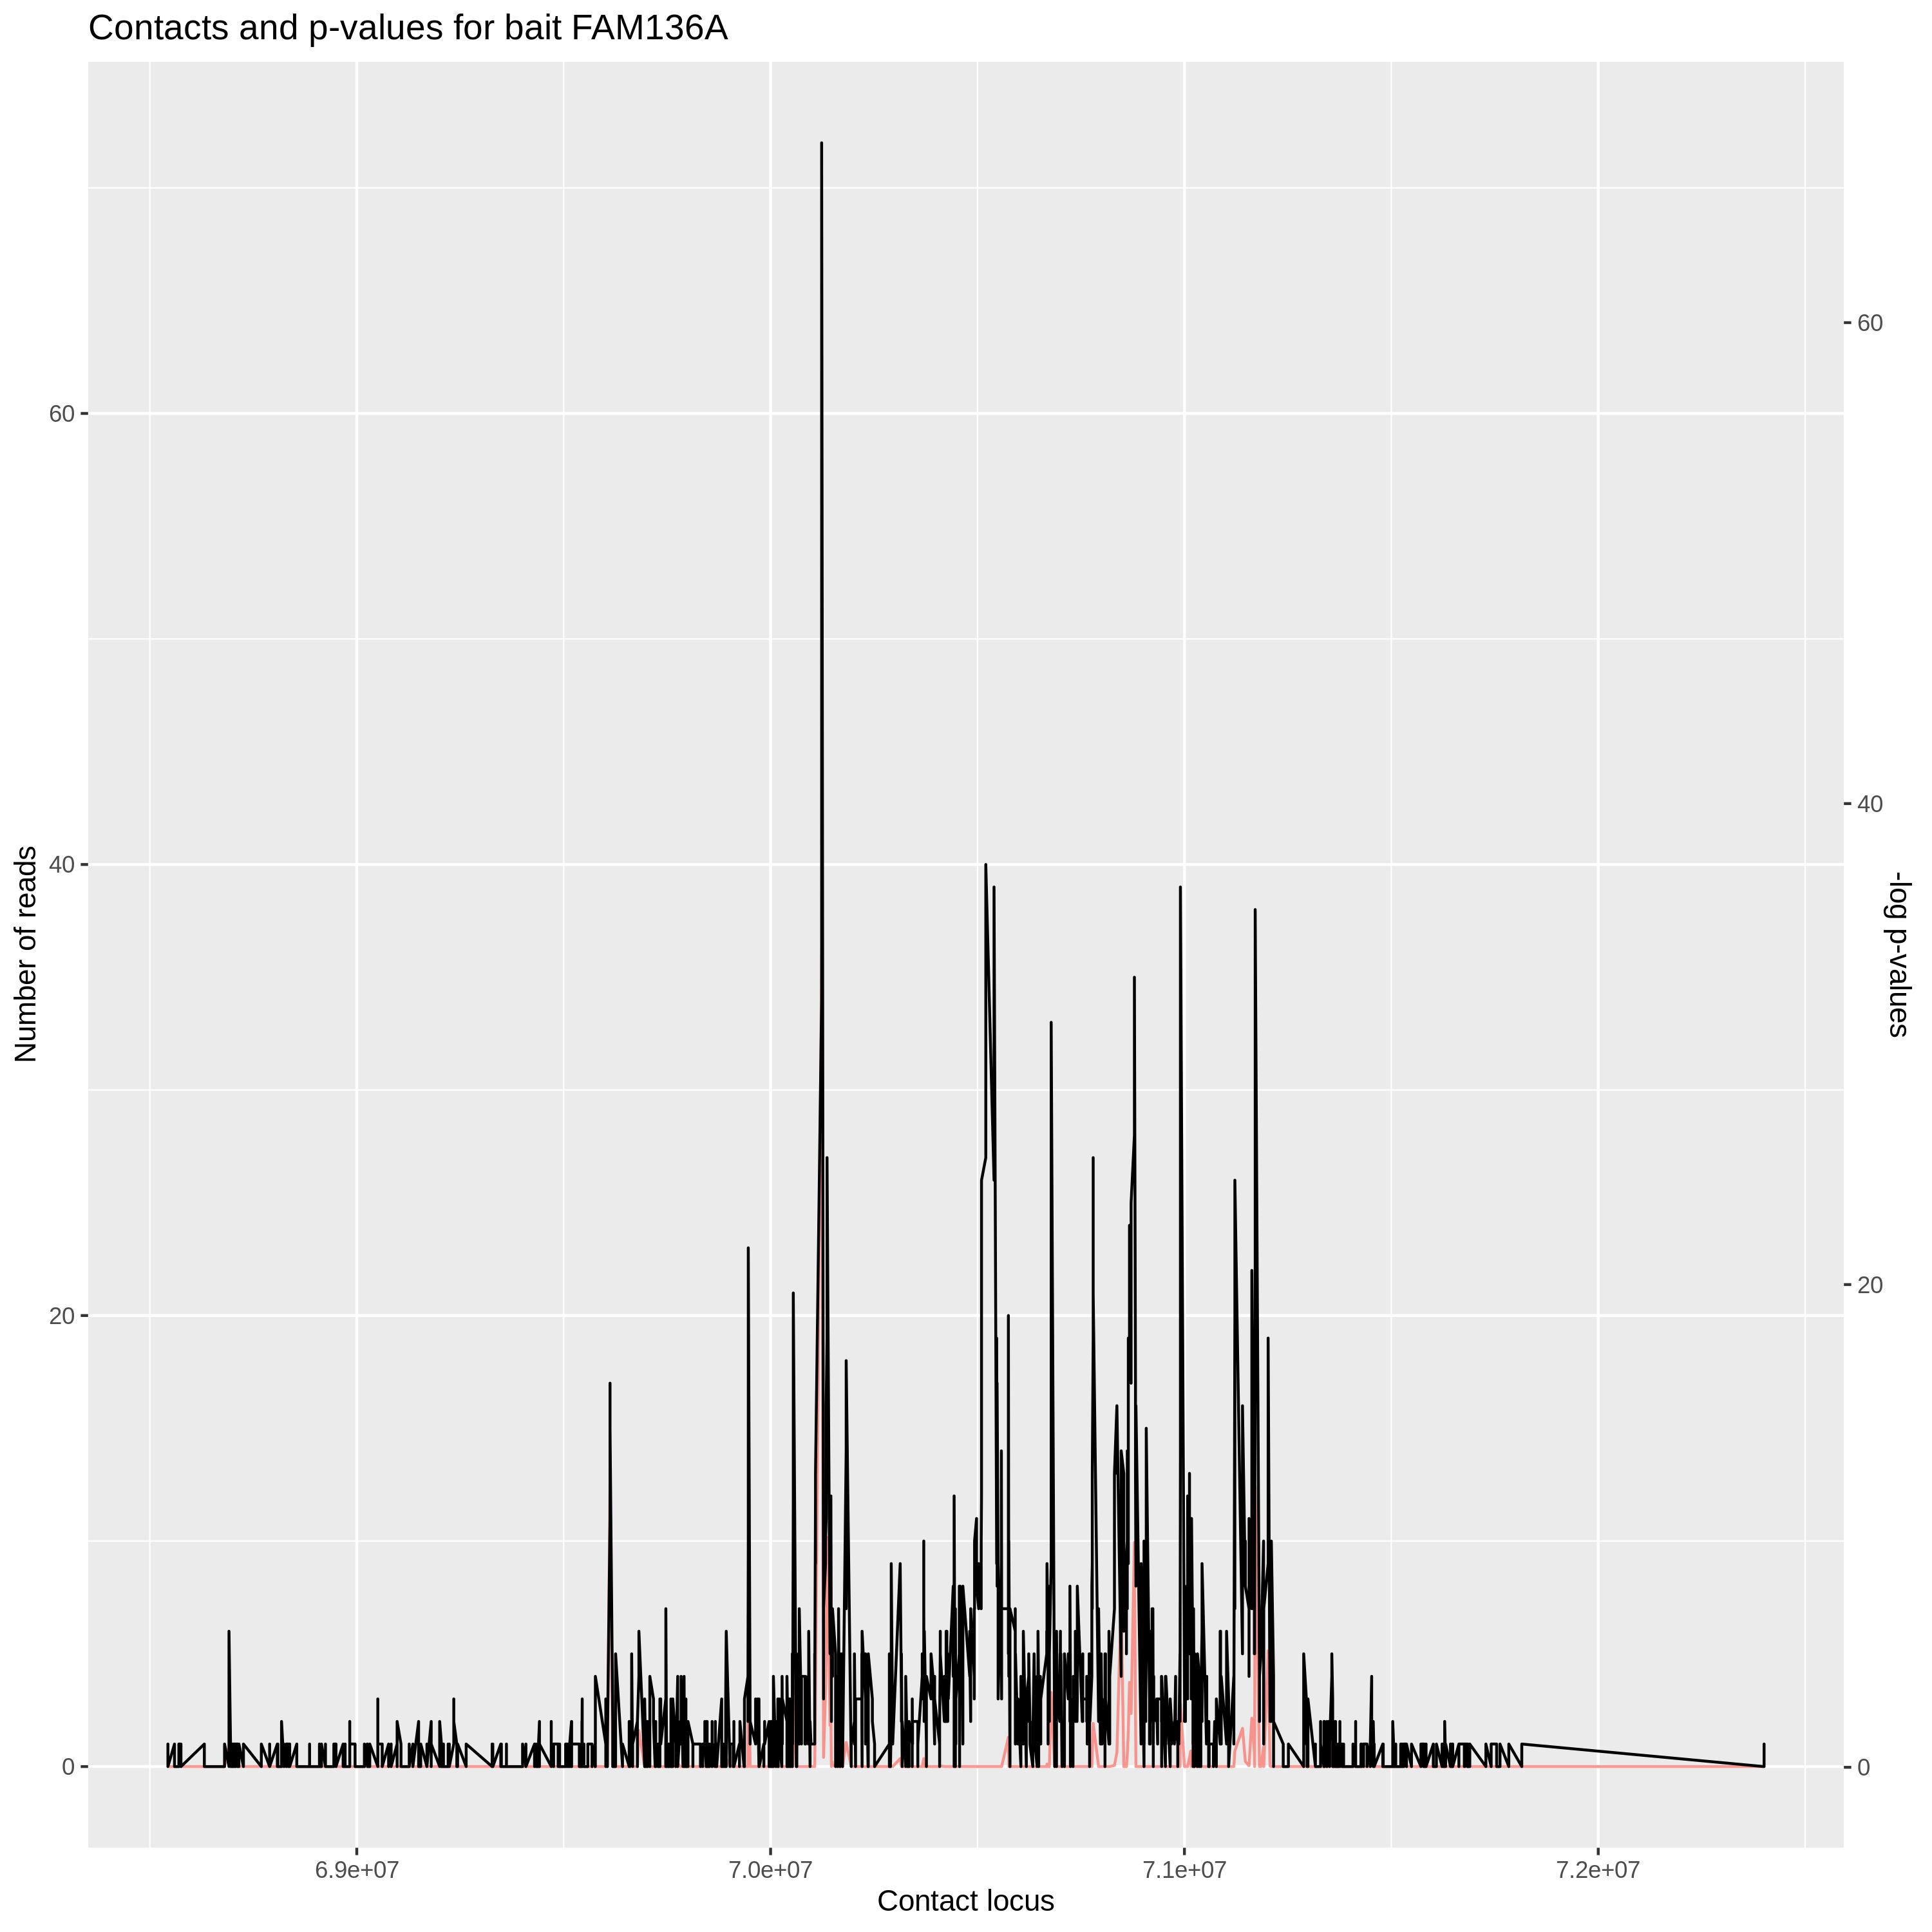 Contacts and p-values for bait FAM136A
Number of reads
60
40
20
0
60
40
20
0
-log p-values
6.9e+07 7.0e+07 7.1e+07 7.2e+07
Contact locus